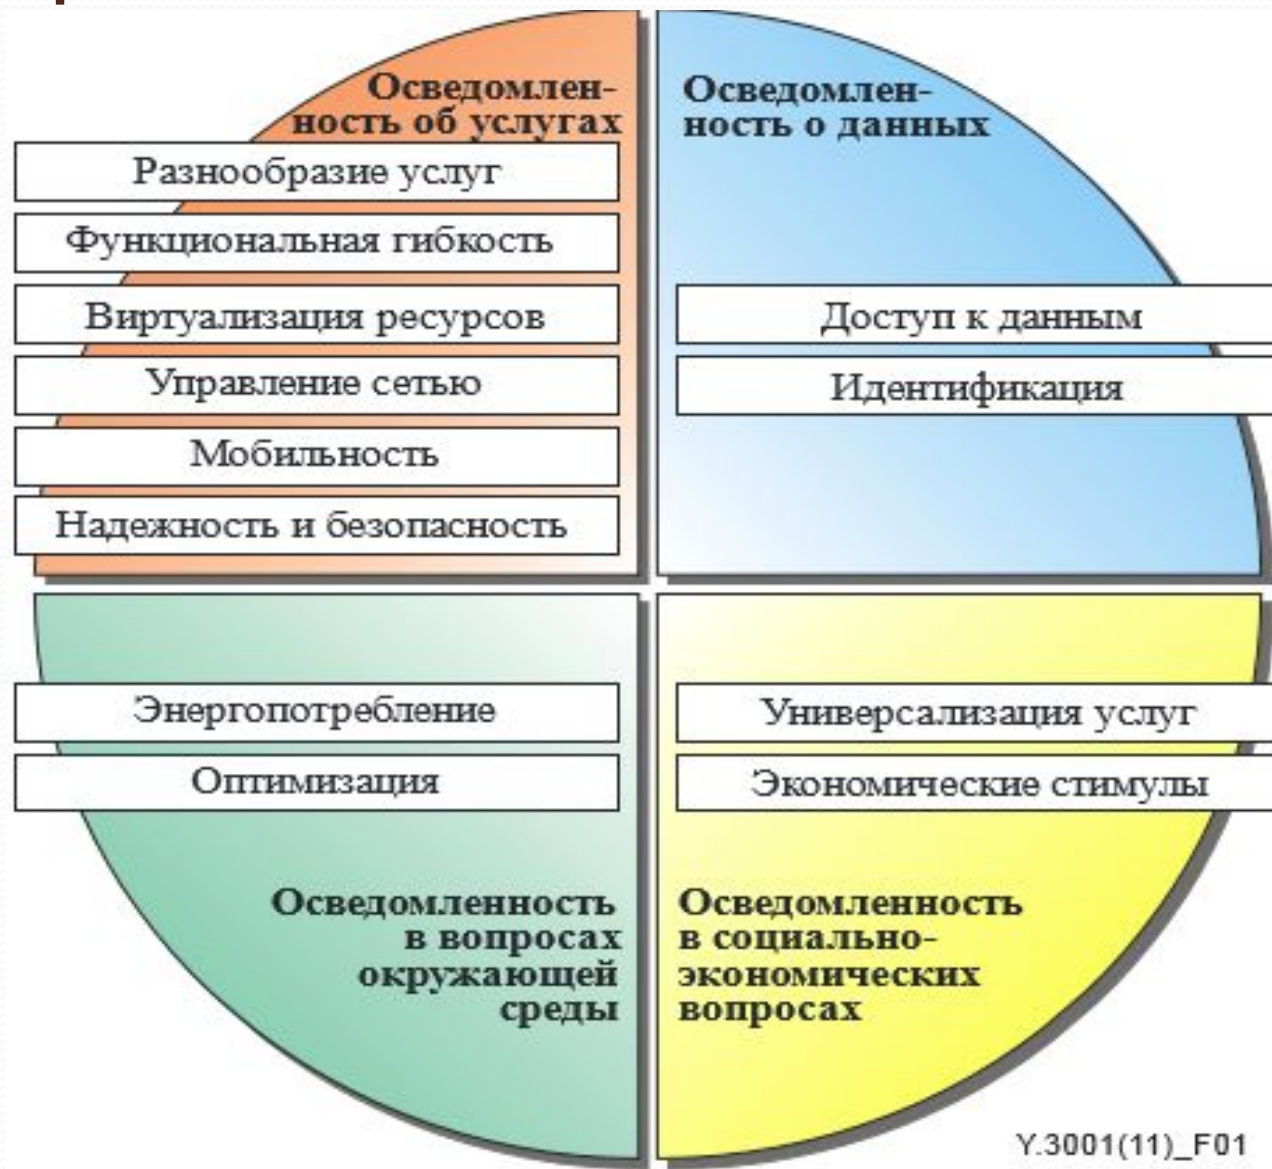 Осведомлен-
ность об услугах
Разнообразие услуг
Функциональная гибкость
Виртуализация ресурсов
Управление сетью
Мобильность
Надежность и безопасность
Осведомлен-
ность о данных
Доступ к данным
Идентификация
Энергопотребление
Оптимизация
Осведомленность
в вопросах
окружающей
среды
Универсализация услуг
Экономические стимулы
Осведомленность
в социально-
экономических
вопросах
Y.3001(11)_F01